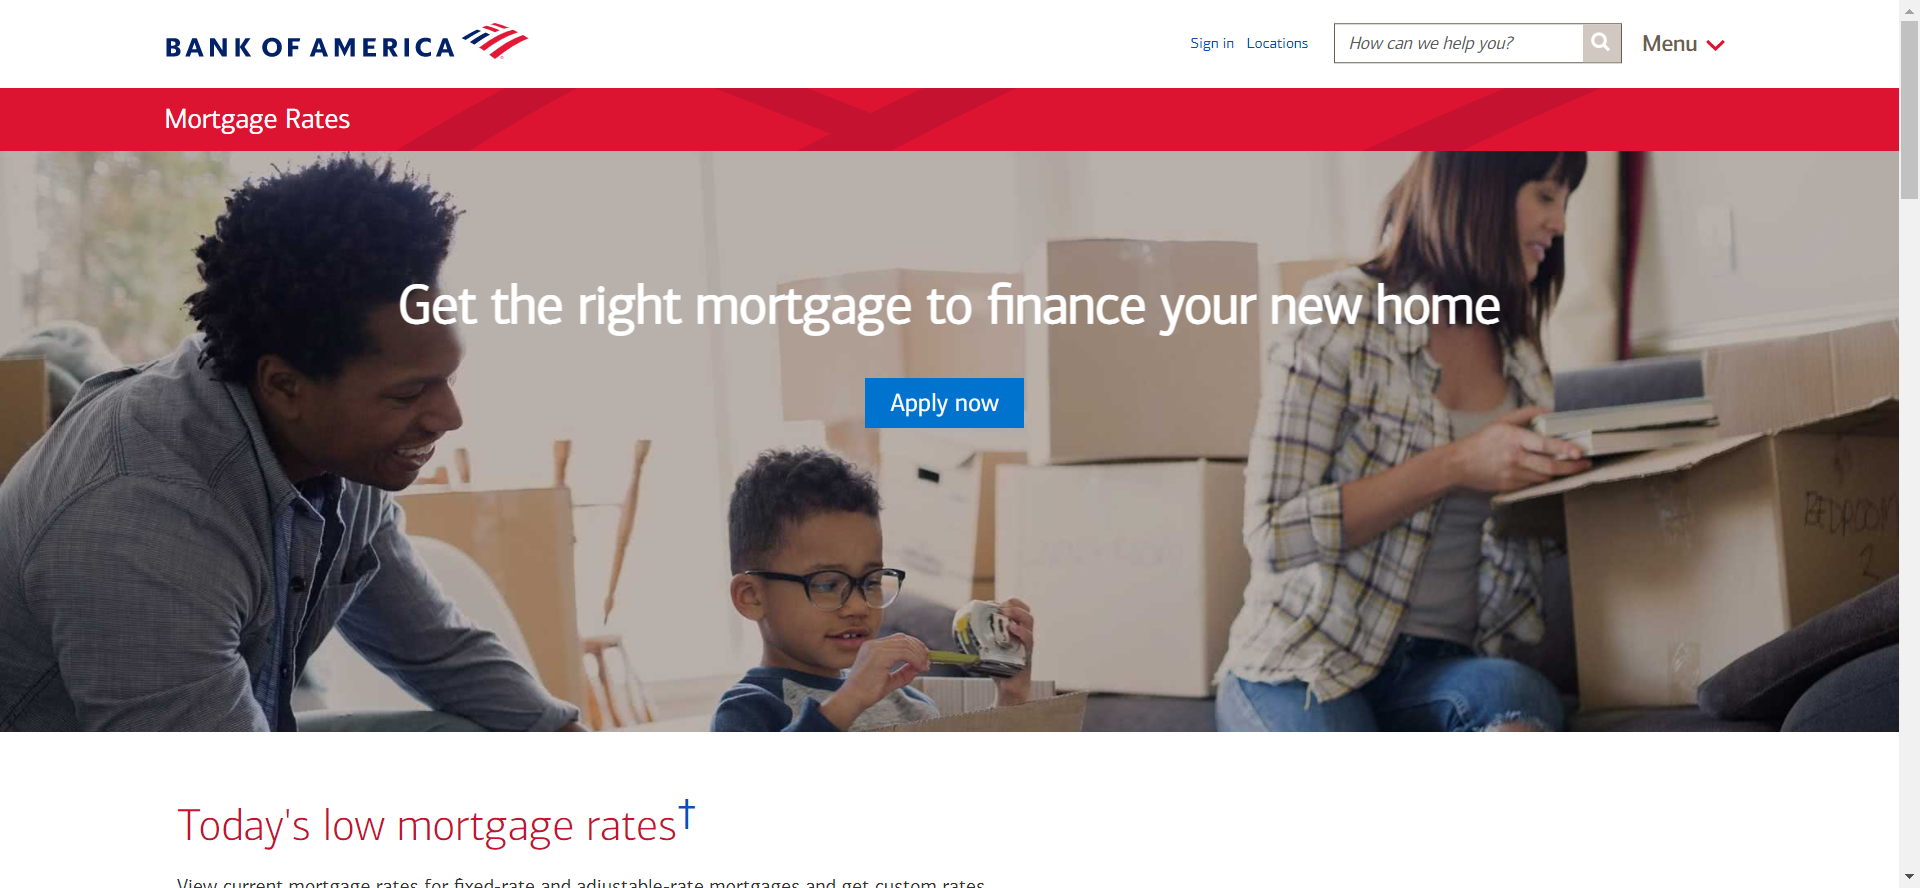 BANK OF AMERICA
Sign in Locations How can we help you? Menu
Mortgage Rates
Get the right mortgage to finance your new home
Apply now
BEDROOM
2
Today's low mortgage rates†
View current mortgage rates for fixed-rate and adjustable-rate mortgages and get custom rates